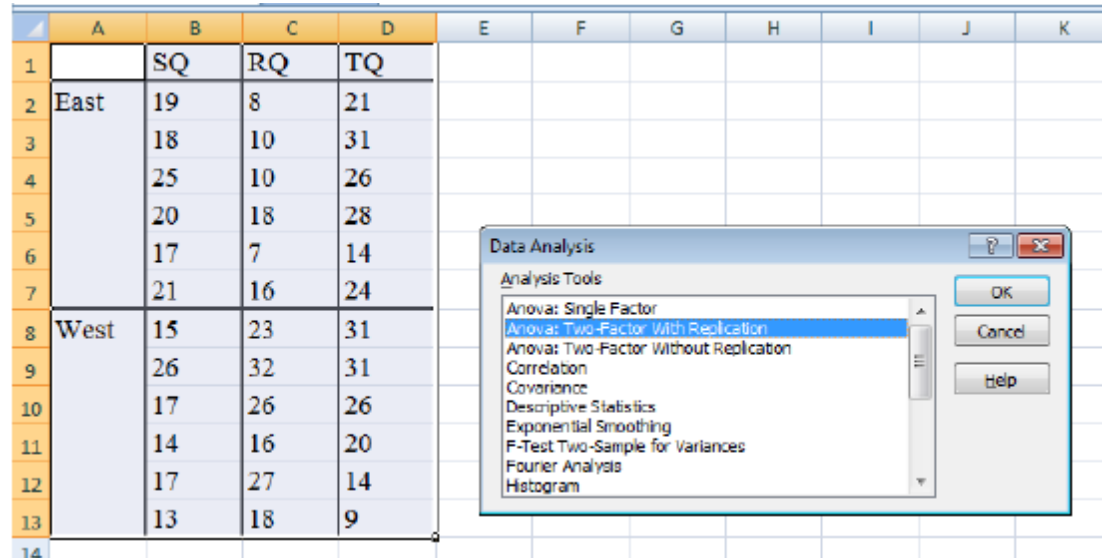 A B C D E F G H I J K
1 SQ RQ TQ
2 East 19 8 21
3 18 10 31
4 25 10 26
5 20 18 28
6 17 7 14
7 21 16 24
8 West 15 23 31
9 26 32 31
10 17 26 26
11 14 16 20
12 17 27 14
13 13 18 9
14
Data Analysis
Analysis Tools
Anova: Single Factor
Anova: Two-Factor With Replication
Anova: Two-Factor Without Replication
Correlation
Covariance
Descriptive Statistics
Exponential Smoothing
F-Test Two-Sample for Variances
Fourier Analysis
Histogram
OK
Cancel
Help